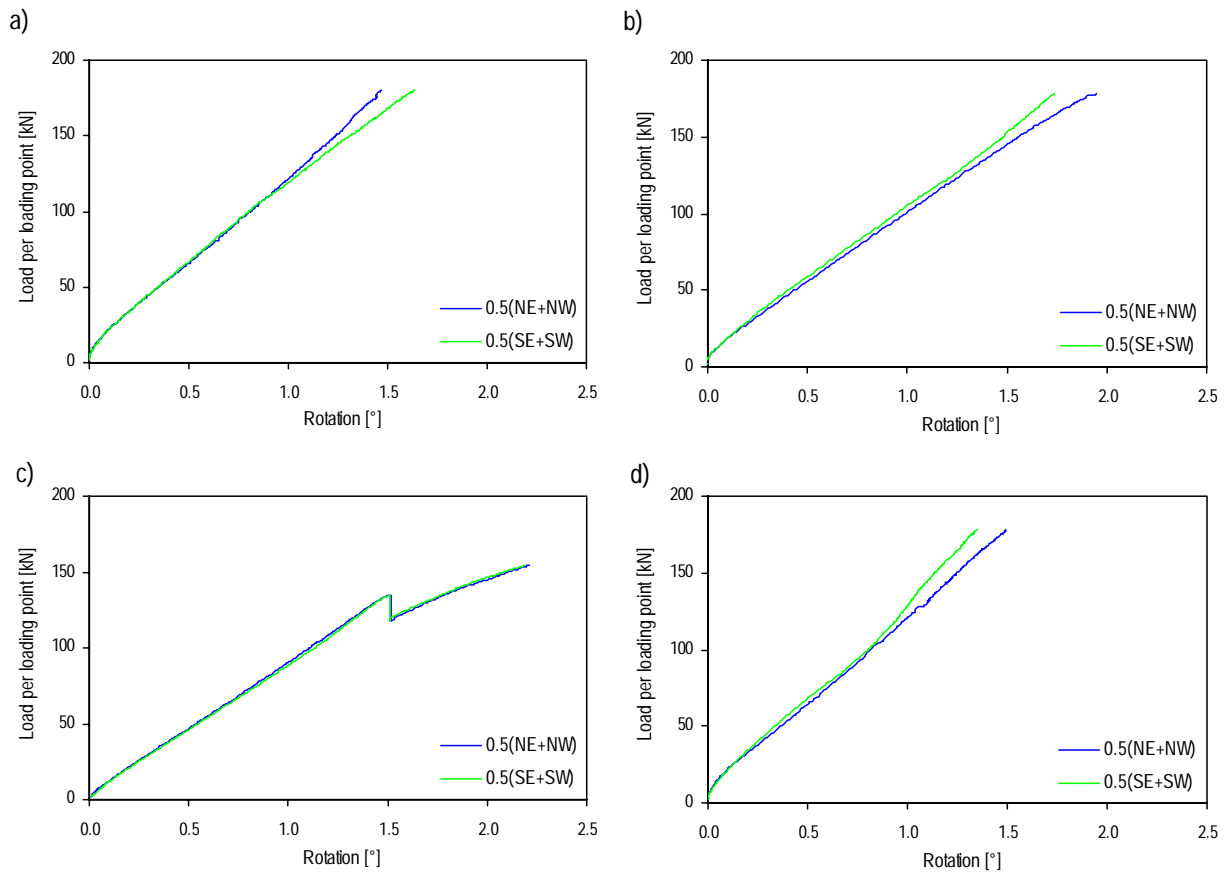 a)
Load per loading point [kN]
200
150
100
50
0
0.5(NE+NW)
0.5(SE+SW)
0.0 0.5 1.0 1.5 2.0 2.5
Rotation [°]
b)
Load per loading point [kN]
200
150
100
50
0
0.5(NE+NW)
0.5(SE+SW)
0.0 0.5 1.0 1.5 2.0 2.5
Rotation [°]
c)
Load per loading point [kN]
200
150
100
50
0
0.5(NE+NW)
0.5(SE+SW)
0.0 0.5 1.0 1.5 2.0 2.5
Rotation [°]
d)
Load per loading point [kN]
200
150
100
50
0
0.5(NE+NW)
0.5(SE+SW)
0.0 0.5 1.0 1.5 2.0 2.5
Rotation [°]